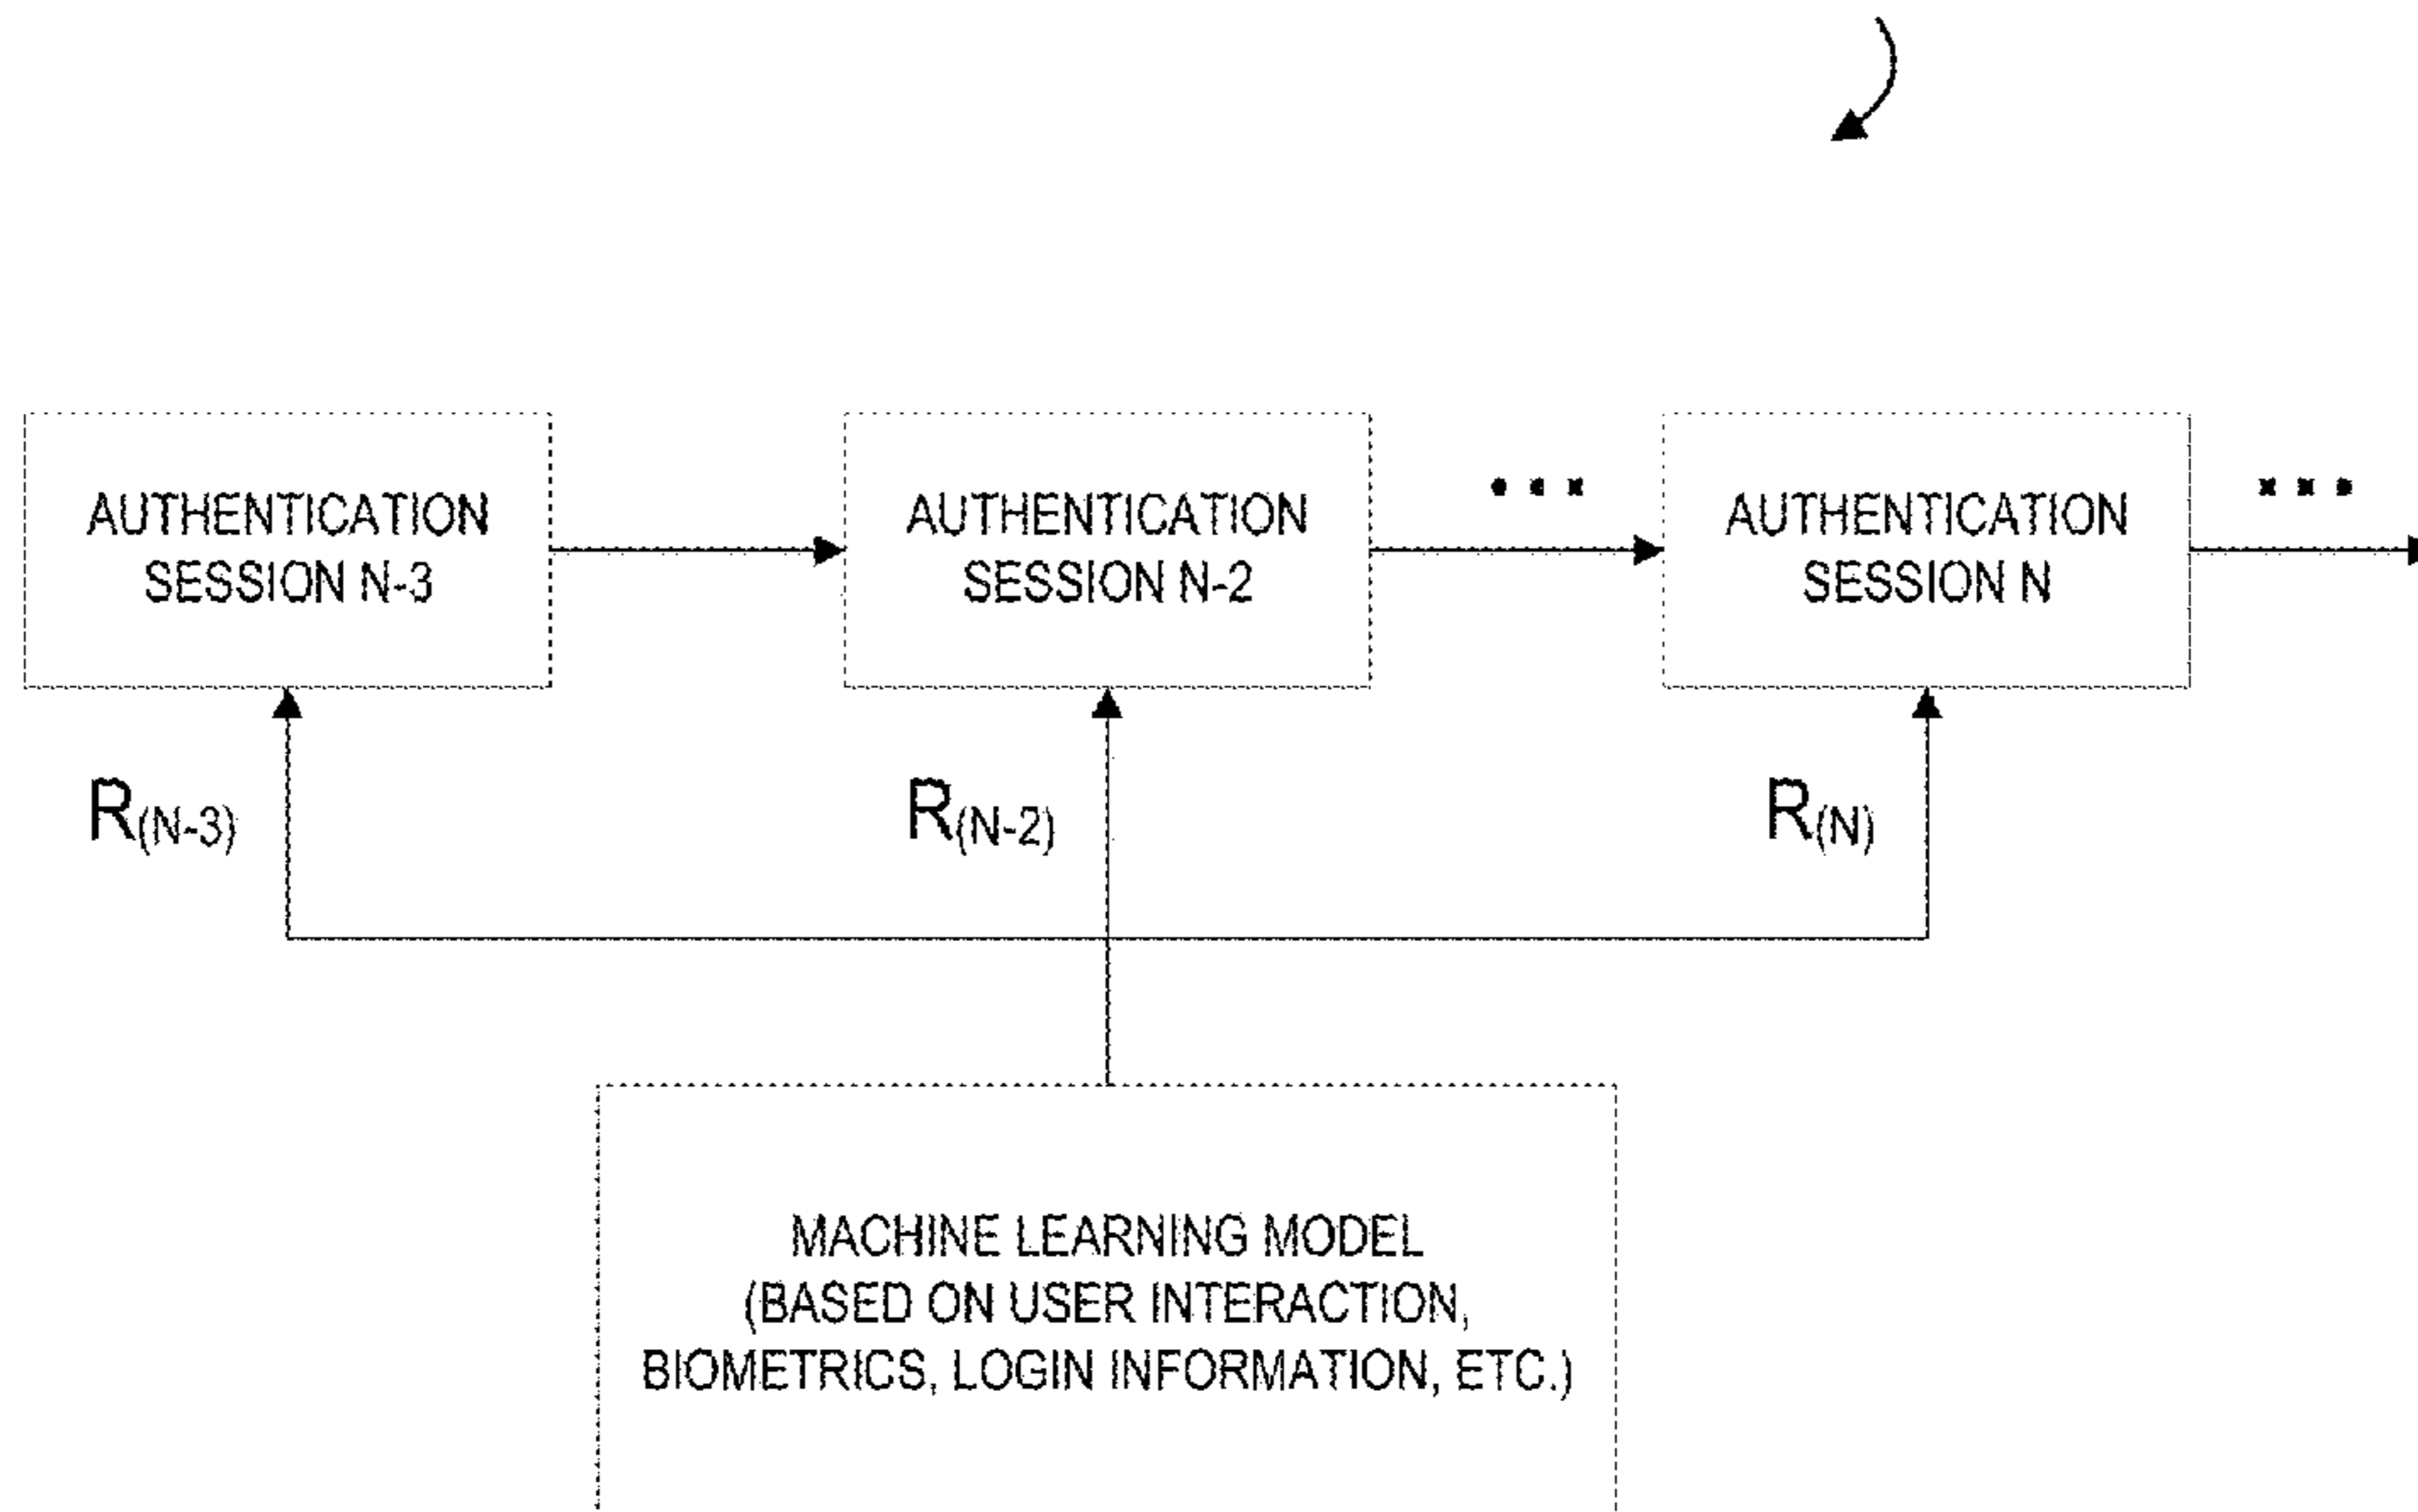 AUTHENTICATION
SESSION N-3
AUTHENTICATION
SESSION N-2
• • •
AUTHENTICATION
SESSION N
• • •
R(N-3)
R(N-2)
R(N)
MACHINE LEARNING MODEL
(BASED ON USER INTERACTION,
BIOMETRICS, LOGIN INFORMATION, ETC.)